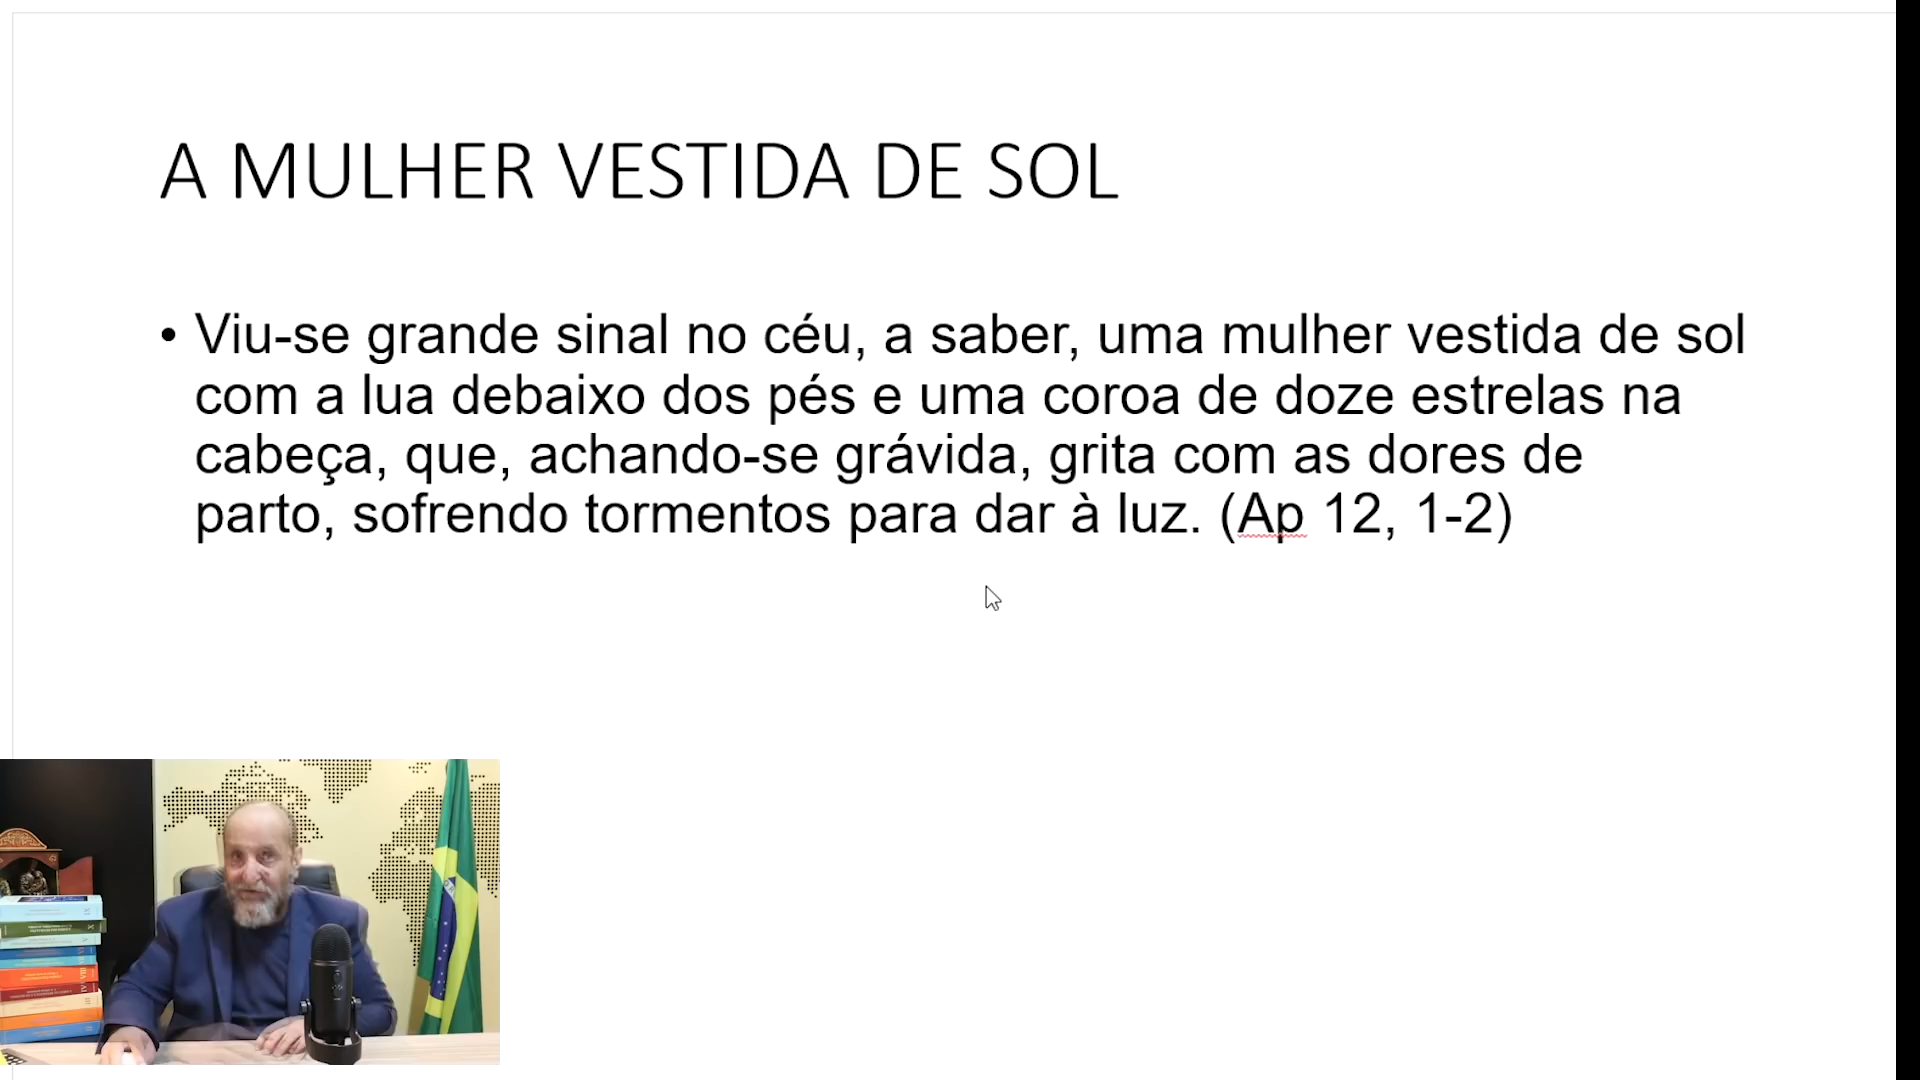 A MULHER VESTIDA DE SOL
• Viu-se grande sinal no céu, a saber, uma mulher vestida de sol
com a lua debaixo dos pés e uma coroa de doze estrelas na
cabeça, que, achando-se grávida, grita com as dores de
parto, sofrendo tormentos para dar à luz. (Ap 12, 1-2)